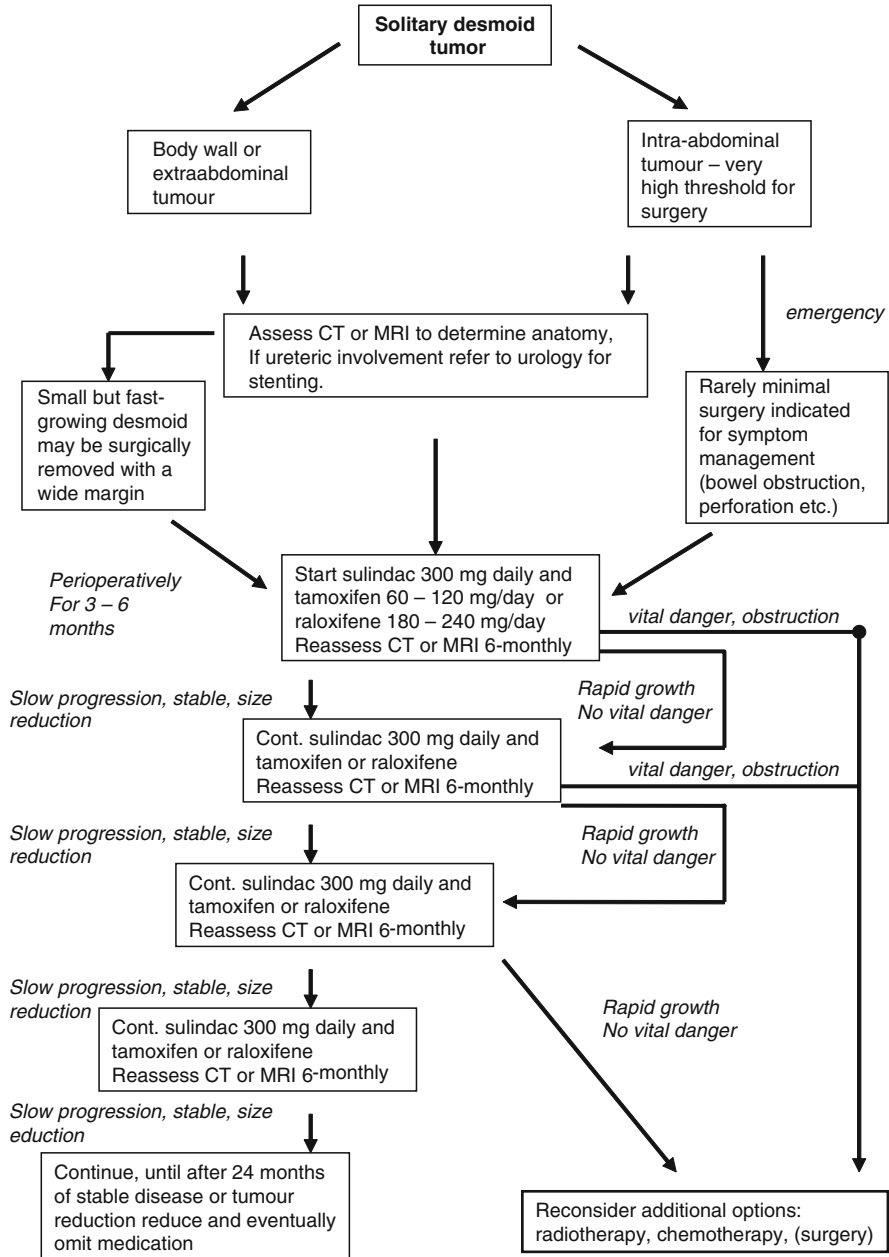 Solitary desmoid
tumor
Body wall or
extraabdominal
tumour
Intra-abdominal
tumour – very
high threshold for
surgery
emergency
Assess CT or MRI to determine anatomy,
If ureteric involvement refer to urology for
stenting.
Small but fast-
growing desmoid
may be surgically
removed with a
wide margin
Rarely minimal
surgery indicated
for symptom
management
(bowel obstruction,
perforation etc.)
Perioperatively
For 3 – 6
months
Start sulindac 300 mg daily and
tamoxifen 60 – 120 mg/day or
raloxifene 180 – 240 mg/day
Reassess CT or MRI 6-monthly
vital danger, obstruction
Slow progression, stable, size
reduction
Rapid growth
No vital danger
Cont. sulindac 300 mg daily and
tamoxifen or raloxifene
Reassess CT or MRI 6-monthly
vital danger, obstruction
Slow progression, stable, size
reduction
Rapid growth
No vital danger
Cont. sulindac 300 mg daily and
tamoxifen or raloxifene
Reassess CT or MRI 6-monthly
Slow progression, stable, size
reduction
Rapid growth
No vital danger
Cont. sulindac 300 mg daily and
tamoxifen or raloxifene
Reassess CT or MRI 6-monthly
Slow progression, stable, size
eduction
Continue, until after 24 months
of stable disease or tumour
reduction reduce and eventually
omit medication
Reconsider additional options:
radiotherapy, chemotherapy, (surgery)